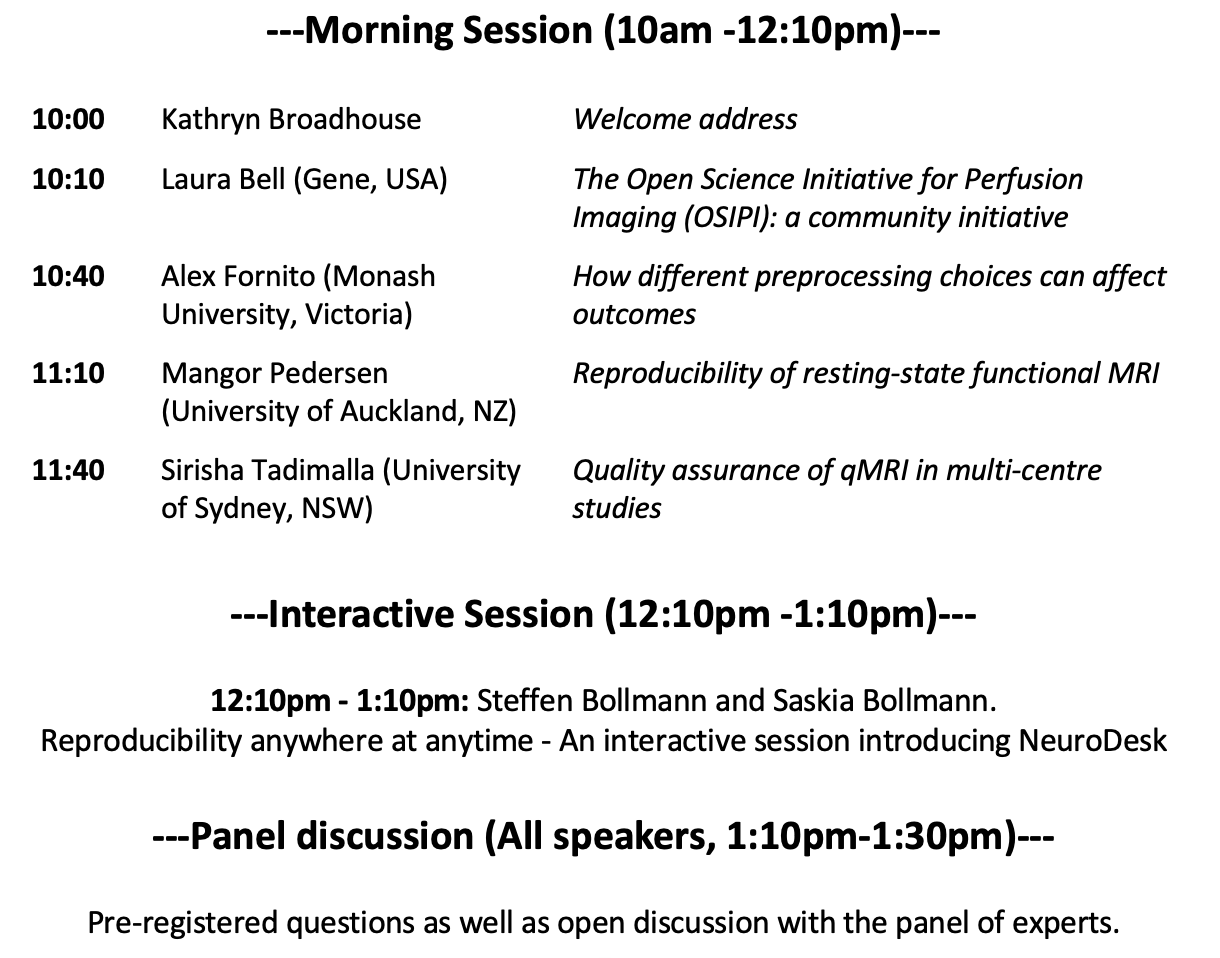 ---Morning Session (10am -12:10pm)---
10:00 Kathryn Broadhouse Welcome address
10:10 Laura Bell (Gene, USA) The Open Science Initiative for Perfusion
Imaging (OSIPI): a community initiative
10:40 Alex Fornito (Monash How different preprocessing choices can affect
University, Victoria) outcomes
11:10 Mangor Pedersen Reproducibility of resting-state functional MRI
(University of Auckland, NZ)
11:40 Sirisha Tadimalla (University Quality assurance of qMRI in multi-centre
of Sydney, NSW) studies
---Interactive Session (12:10pm -1:10pm)---
12:10pm - 1:10pm: Steffen Bollmann and Saskia Bollmann.
Reproducibility anywhere at anytime - An interactive session introducing NeuroDesk
---Panel discussion (All speakers, 1:10pm-1:30pm)---
Pre-registered questions as well as open discussion with the panel of experts.